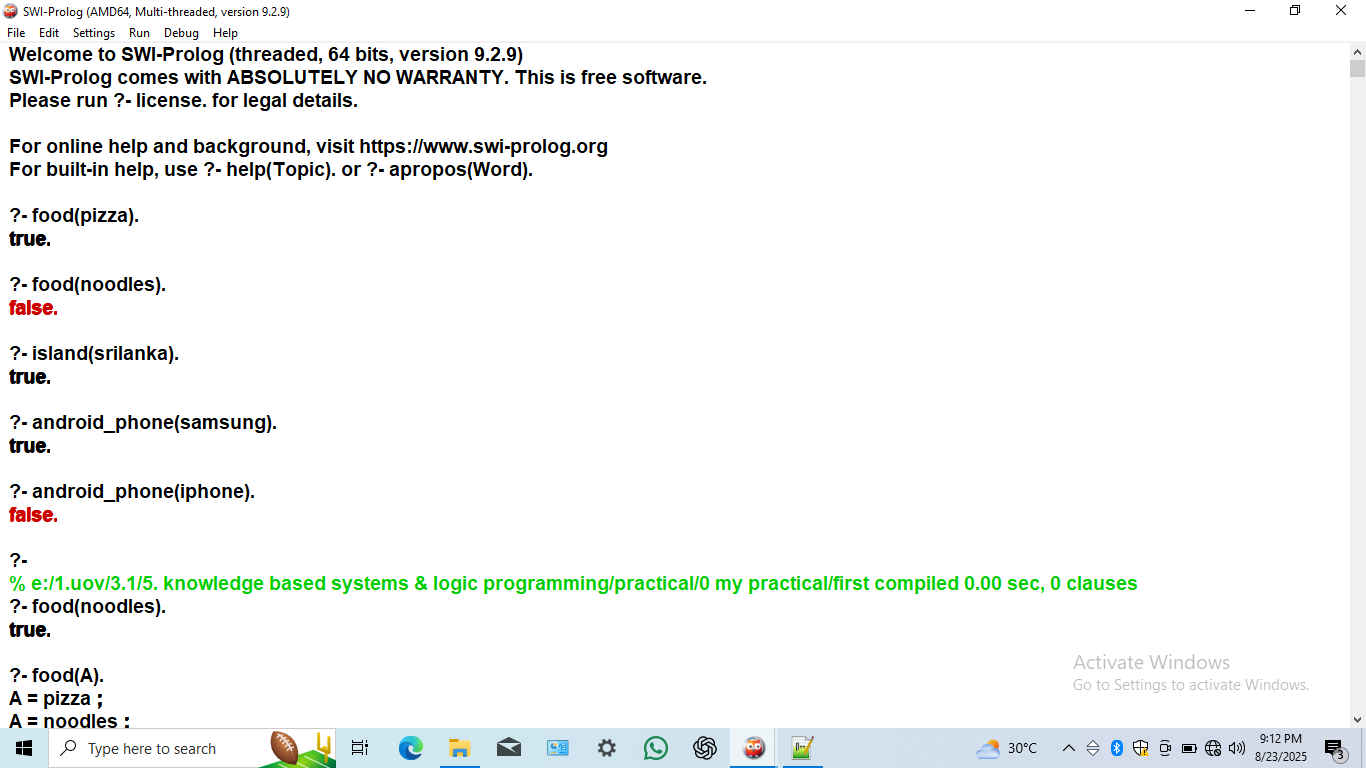 SWI-Prolog (AMD64, Multi-threaded, version 9.2.9)
File Edit Settings Run Debug Help
Welcome to SWI-Prolog (threaded, 64 bits, version 9.2.9)
SWI-Prolog comes with ABSOLUTELY NO WARRANTY. This is free software.
Please run ?- license. for legal details.
For online help and background, visit https://www.swi-prolog.org
For built-in help, use ?- help(Topic). or ?- apropos(Word).
?- food(pizza).
true.
?- food(noodles).
false.
?- island(srilanka).
true.
?- android_phone(samsung).
true.
?- android_phone(iphone).
false.
?-
% e:/1.uov/3.1/5. knowledge based systems & logic programming/practical/0 my practical/first compiled 0.00 sec, 0 clauses
?- food(noodles).
true.
?- food(A).
A = pizza ;
A = noodles ;
Activate Windows
Go to Settings to activate Windows.
Type here to search
30°C
9:12 PM
8/23/2025
3